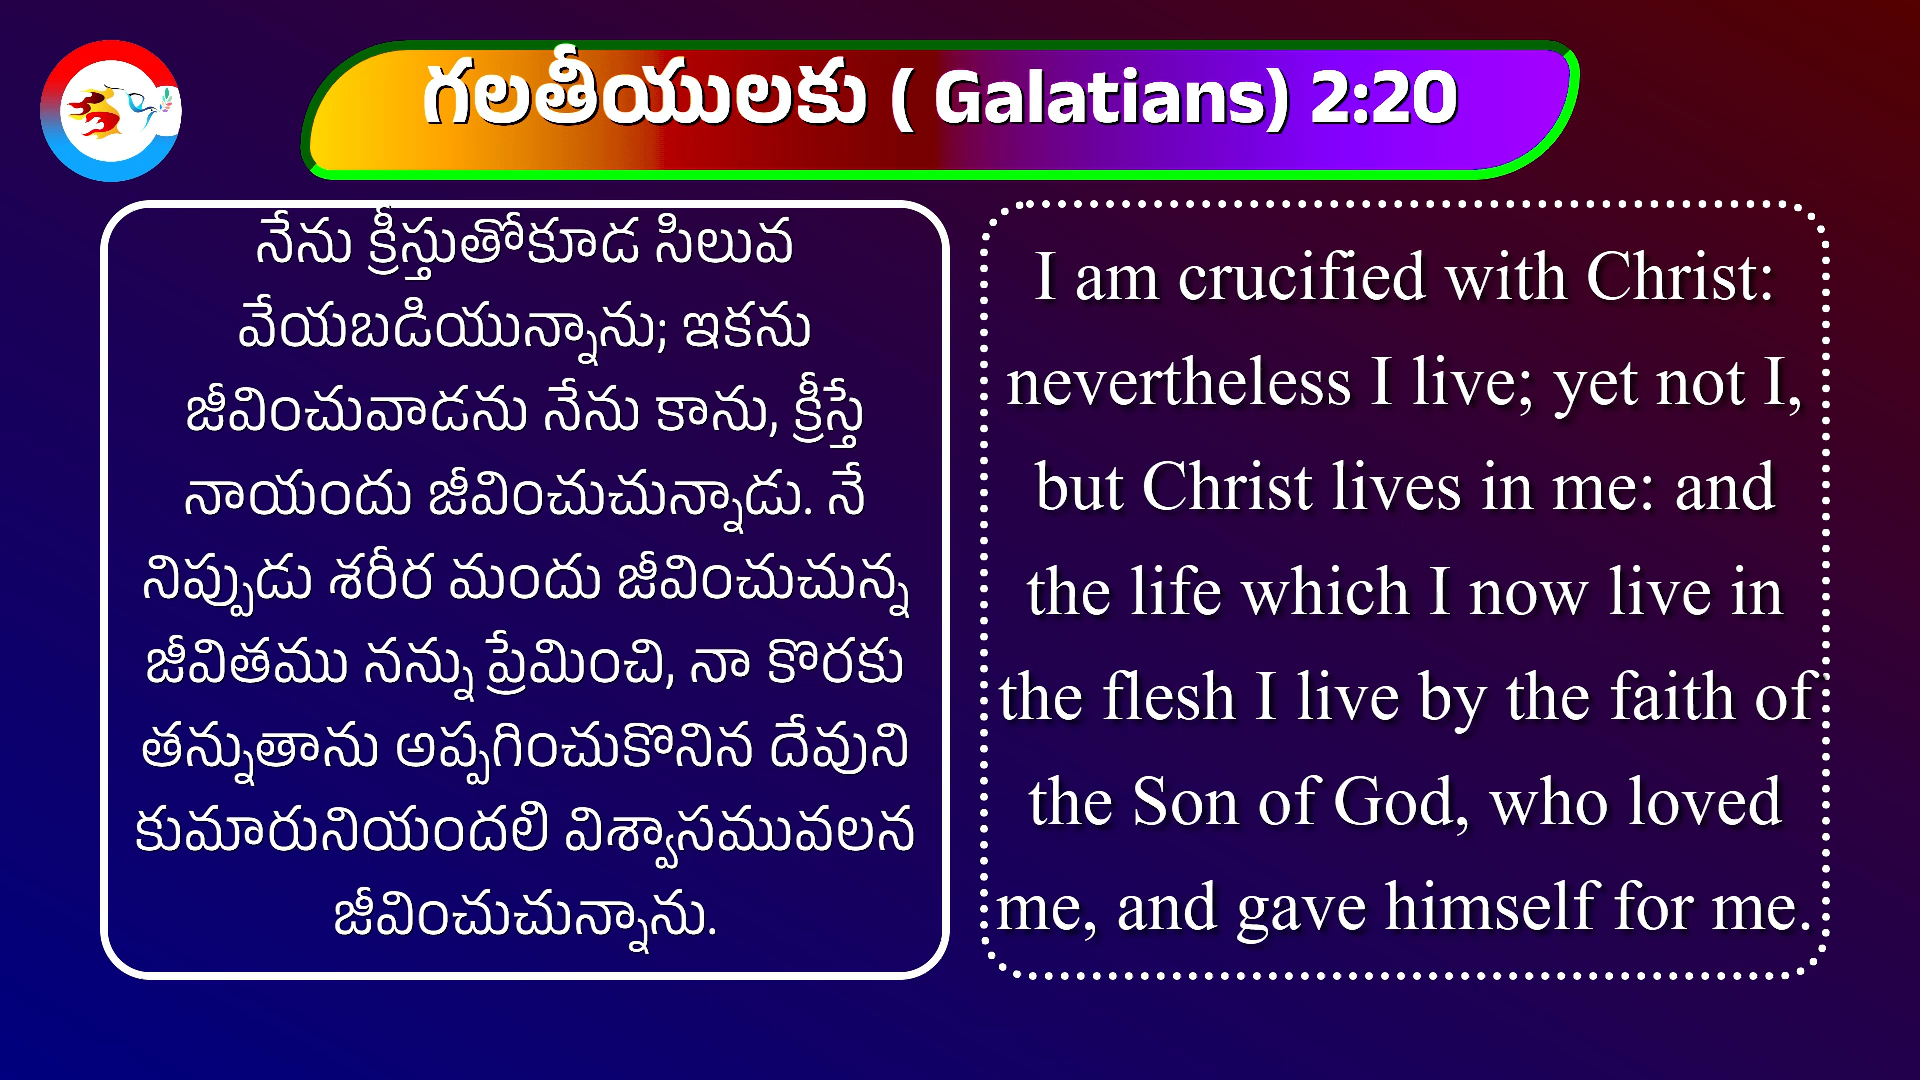 గలతీయులకు ( Galatians) 2:20
నేను క్రీస్తుతోకూడ సిలువ
వేయబడియున్నాను; ఇకను
జీవించువాడను నేను కాను, క్రీస్తే
నాయందు జీవించుచున్నాడు. నే
నిప్పుడు శరీర మందు జీవించుచున్న
జీవితము నన్ను ప్రేమించి, నా కొరకు
తన్నుతాను అప్పగించుకొనిన దేవుని
కుమారునియందలి విశ్వాసమువలన
జీవించుచున్నాను.
I am crucified with Christ:
nevertheless I live; yet not I,
but Christ lives in me: and
the life which I now live in
the flesh I live by the faith of
the Son of God, who loved
me, and gave himself for me.